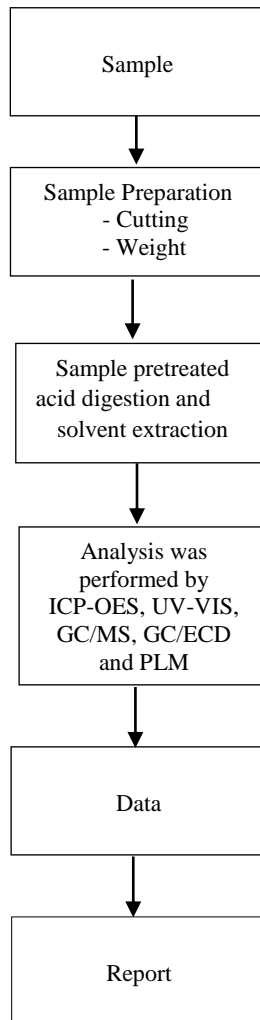 Sample
Sample Preparation
- Cutting
- Weight
Sample pretreated
acid digestion and
solvent extraction
Analysis was
performed by
ICP-OES, UV-VIS,
GC/MS, GC/ECD
and PLM
Data
Report